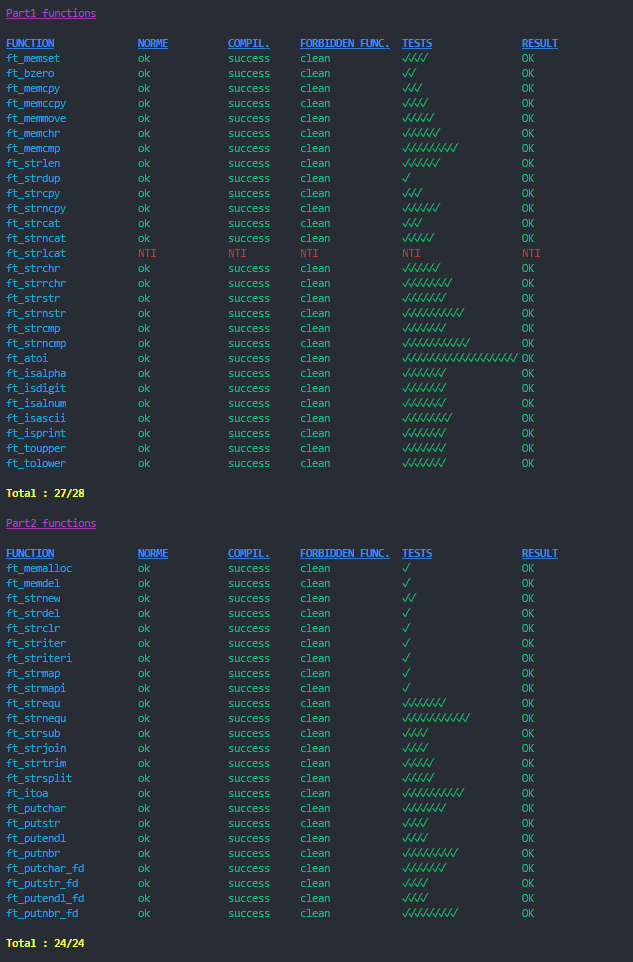 Part1 functions
FUNCTION NORME COMPIL. FORBIDDEN FUNC. TESTS RESULT
ft_memset ok success clean ✓✓✓✓ OK
ft_bzero ok success clean ✓✓ OK
ft_memcpy ok success clean ✓✓✓ OK
ft_memccpy ok success clean ✓✓✓✓ OK
ft_memmove ok success clean ✓✓✓✓✓ OK
ft_memchr ok success clean ✓✓✓✓✓✓ OK
ft_memcmp ok success clean ✓✓✓✓✓✓✓✓✓ OK
ft_strlen ok success clean ✓✓✓✓✓✓ OK
ft_strdup ok success clean ✓ OK
ft_strcpy ok success clean ✓✓✓ OK
ft_strncpy ok success clean ✓✓✓✓✓✓ OK
ft_strcat ok success clean ✓✓✓ OK
ft_strncat ok success clean ✓✓✓✓✓ OK
ft_strlcat NTI NTI NTI NTI NTI
ft_strchr ok success clean ✓✓✓✓✓✓ OK
ft_strrchr ok success clean ✓✓✓✓✓✓✓✓ OK
ft_strstr ok success clean ✓✓✓✓✓✓✓ OK
ft_strnstr ok success clean ✓✓✓✓✓✓✓✓✓✓ OK
ft_strcmp ok success clean ✓✓✓✓✓✓✓ OK
ft_strncmp ok success clean ✓✓✓✓✓✓✓✓✓✓✓ OK
ft_atoi ok success clean ✓✓✓✓✓✓✓✓✓✓✓✓✓✓✓✓✓✓✓ OK
ft_isalpha ok success clean ✓✓✓✓✓✓✓ OK
ft_isdigit ok success clean ✓✓✓✓✓✓✓ OK
ft_isalnum ok success clean ✓✓✓✓✓✓✓ OK
ft_isascii ok success clean ✓✓✓✓✓✓✓✓ OK
ft_isprint ok success clean ✓✓✓✓✓✓✓ OK
ft_toupper ok success clean ✓✓✓✓✓✓✓ OK
ft_tolower ok success clean ✓✓✓✓✓✓✓ OK
Total : 27/28
Part2 functions
FUNCTION NORME COMPIL. FORBIDDEN FUNC. TESTS RESULT
ft_memalloc ok success clean ✓ OK
ft_memdel ok success clean ✓ OK
ft_strnew ok success clean ✓✓ OK
ft_strdel ok success clean ✓ OK
ft_strclr ok success clean ✓ OK
ft_striter ok success clean ✓ OK
ft_striteri ok success clean ✓ OK
ft_strmap ok success clean ✓ OK
ft_strmapi ok success clean ✓ OK
ft_strequ ok success clean ✓✓✓✓✓✓✓ OK
ft_strnequ ok success clean ✓✓✓✓✓✓✓✓✓✓✓ OK
ft_strsub ok success clean ✓✓✓✓ OK
ft_strjoin ok success clean ✓✓✓✓ OK
ft_strtrim ok success clean ✓✓✓✓✓ OK
ft_strsplit ok success clean ✓✓✓✓✓ OK
ft_itoa ok success clean ✓✓✓✓✓✓✓✓✓✓ OK
ft_putchar ok success clean ✓✓✓✓✓✓✓ OK
ft_putstr ok success clean ✓✓✓✓ OK
ft_putendl ok success clean ✓✓✓✓ OK
ft_putnbr ok success clean ✓✓✓✓✓✓✓✓✓ OK
ft_putchar_fd ok success clean ✓✓✓✓✓✓✓ OK
ft_putstr_fd ok success clean ✓✓✓✓ OK
ft_putendl_fd ok success clean ✓✓✓✓ OK
ft_putnbr_fd ok success clean ✓✓✓✓✓✓✓✓✓ OK
Total : 24/24